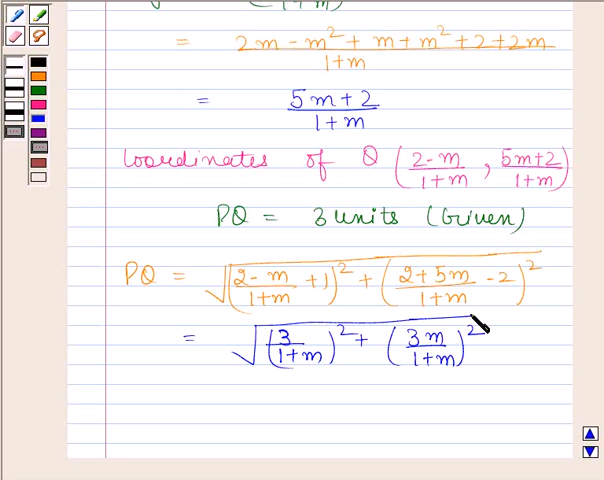 (1+m)
= 2m - m² + m + m² + 2 + 2m / 1+m
= 5m+2 / 1+m
Coordinates of Q (2-m / 1+m , 5m+2 / 1+m)
PQ = 3 units (Given)
PQ = √((2-m / 1+m + 1)² + (2+5m / 1+m - 2)²)
= √((3 / 1+m)² + (3m / 1+m)²)